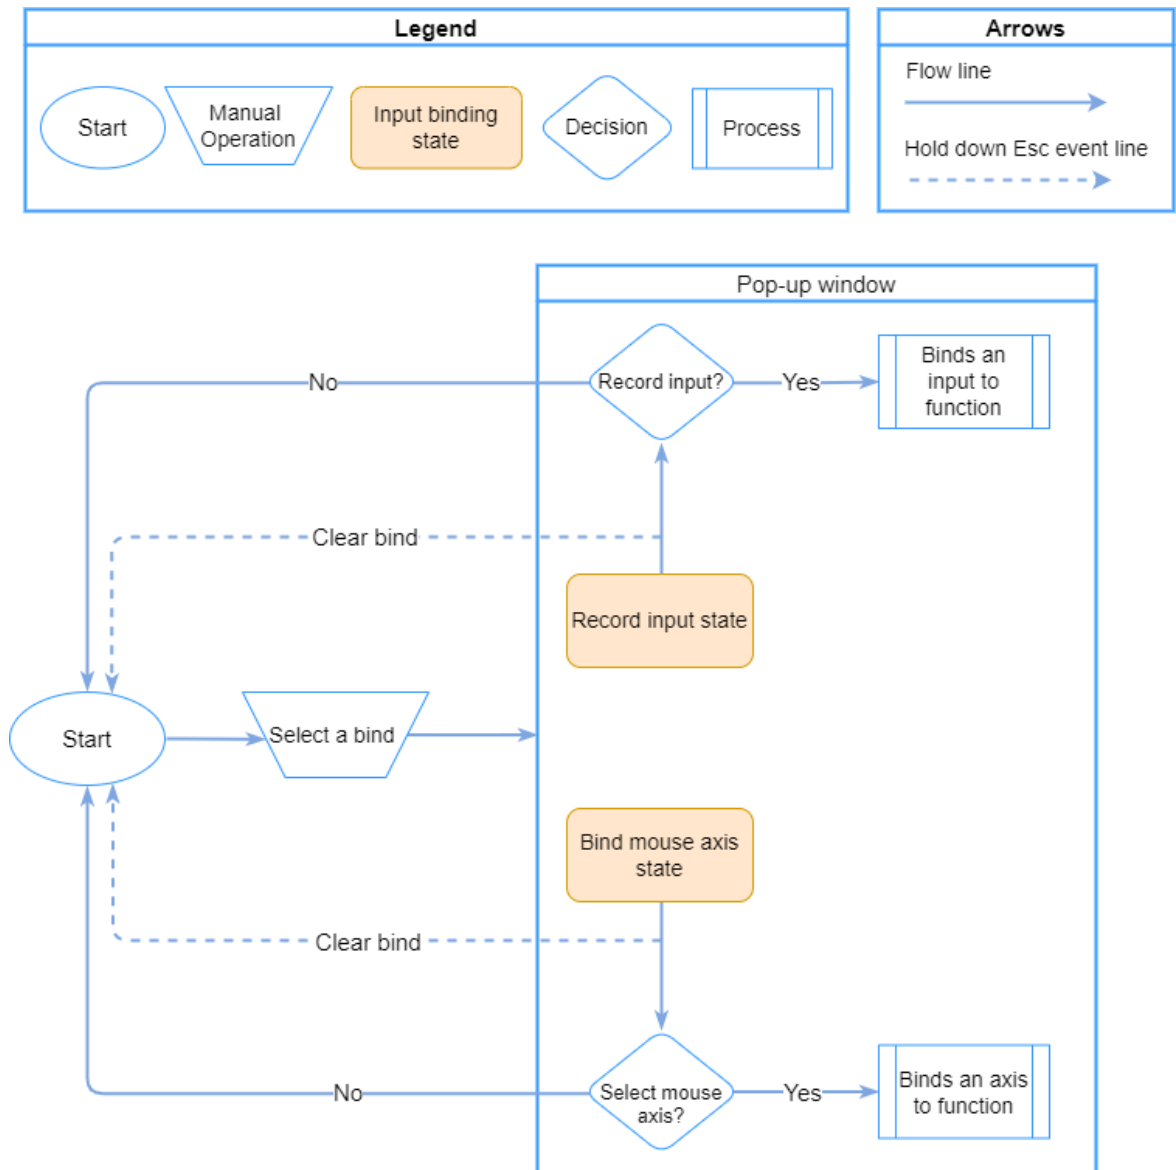 Legend
Arrows
Start
Manual
Operation
Input binding
state
Decision
Process
Flow line
Hold down Esc event line
Pop-up window
No
Record input?
Yes
Binds an
input to
function
Clear bind
Record input state
Start
Select a bind
Bind mouse axis
state
Clear bind
No
Select mouse
axis?
Yes
Binds an axis
to function